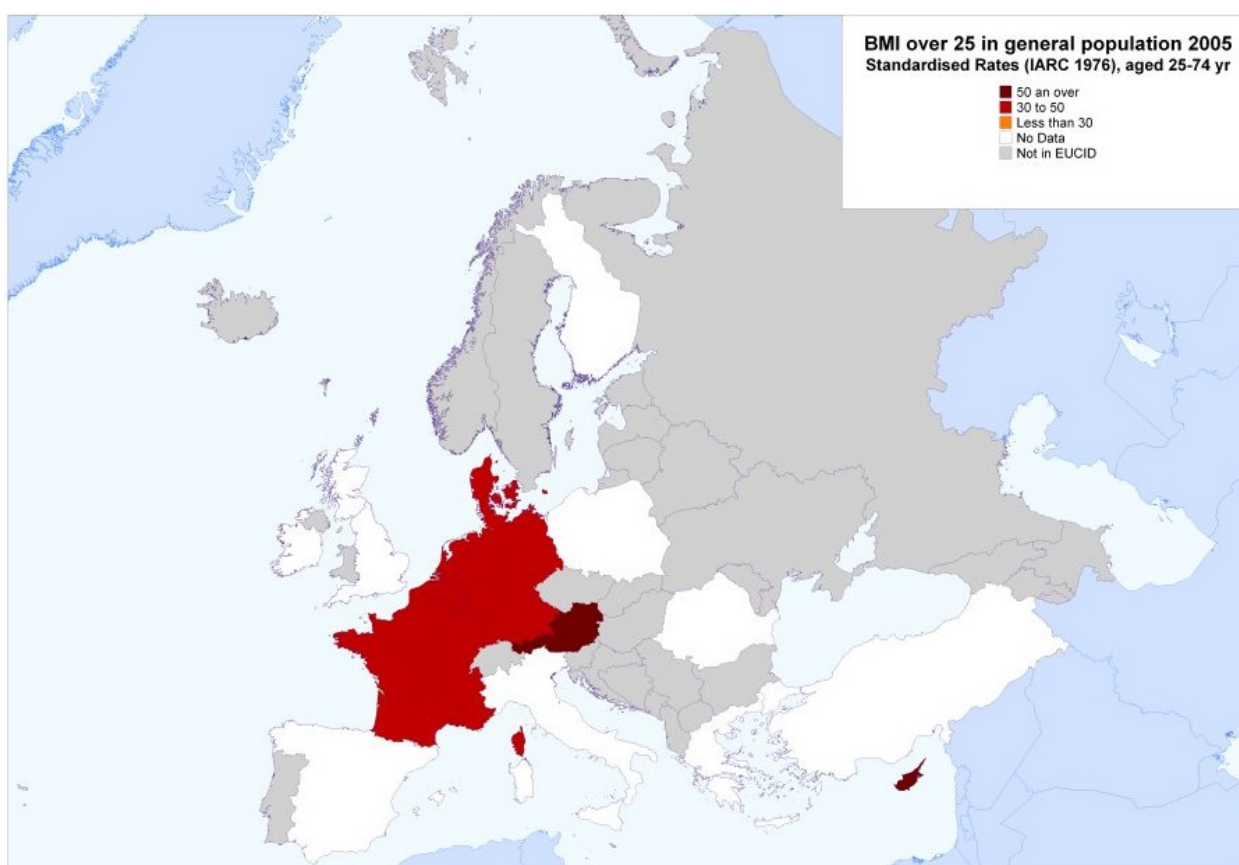 BMI over 25 in general population 2005
Standardised Rates (IARC 1976), aged 25-74 yr
50 an over
30 to 50
Less than 30
No Data
Not in EUCID